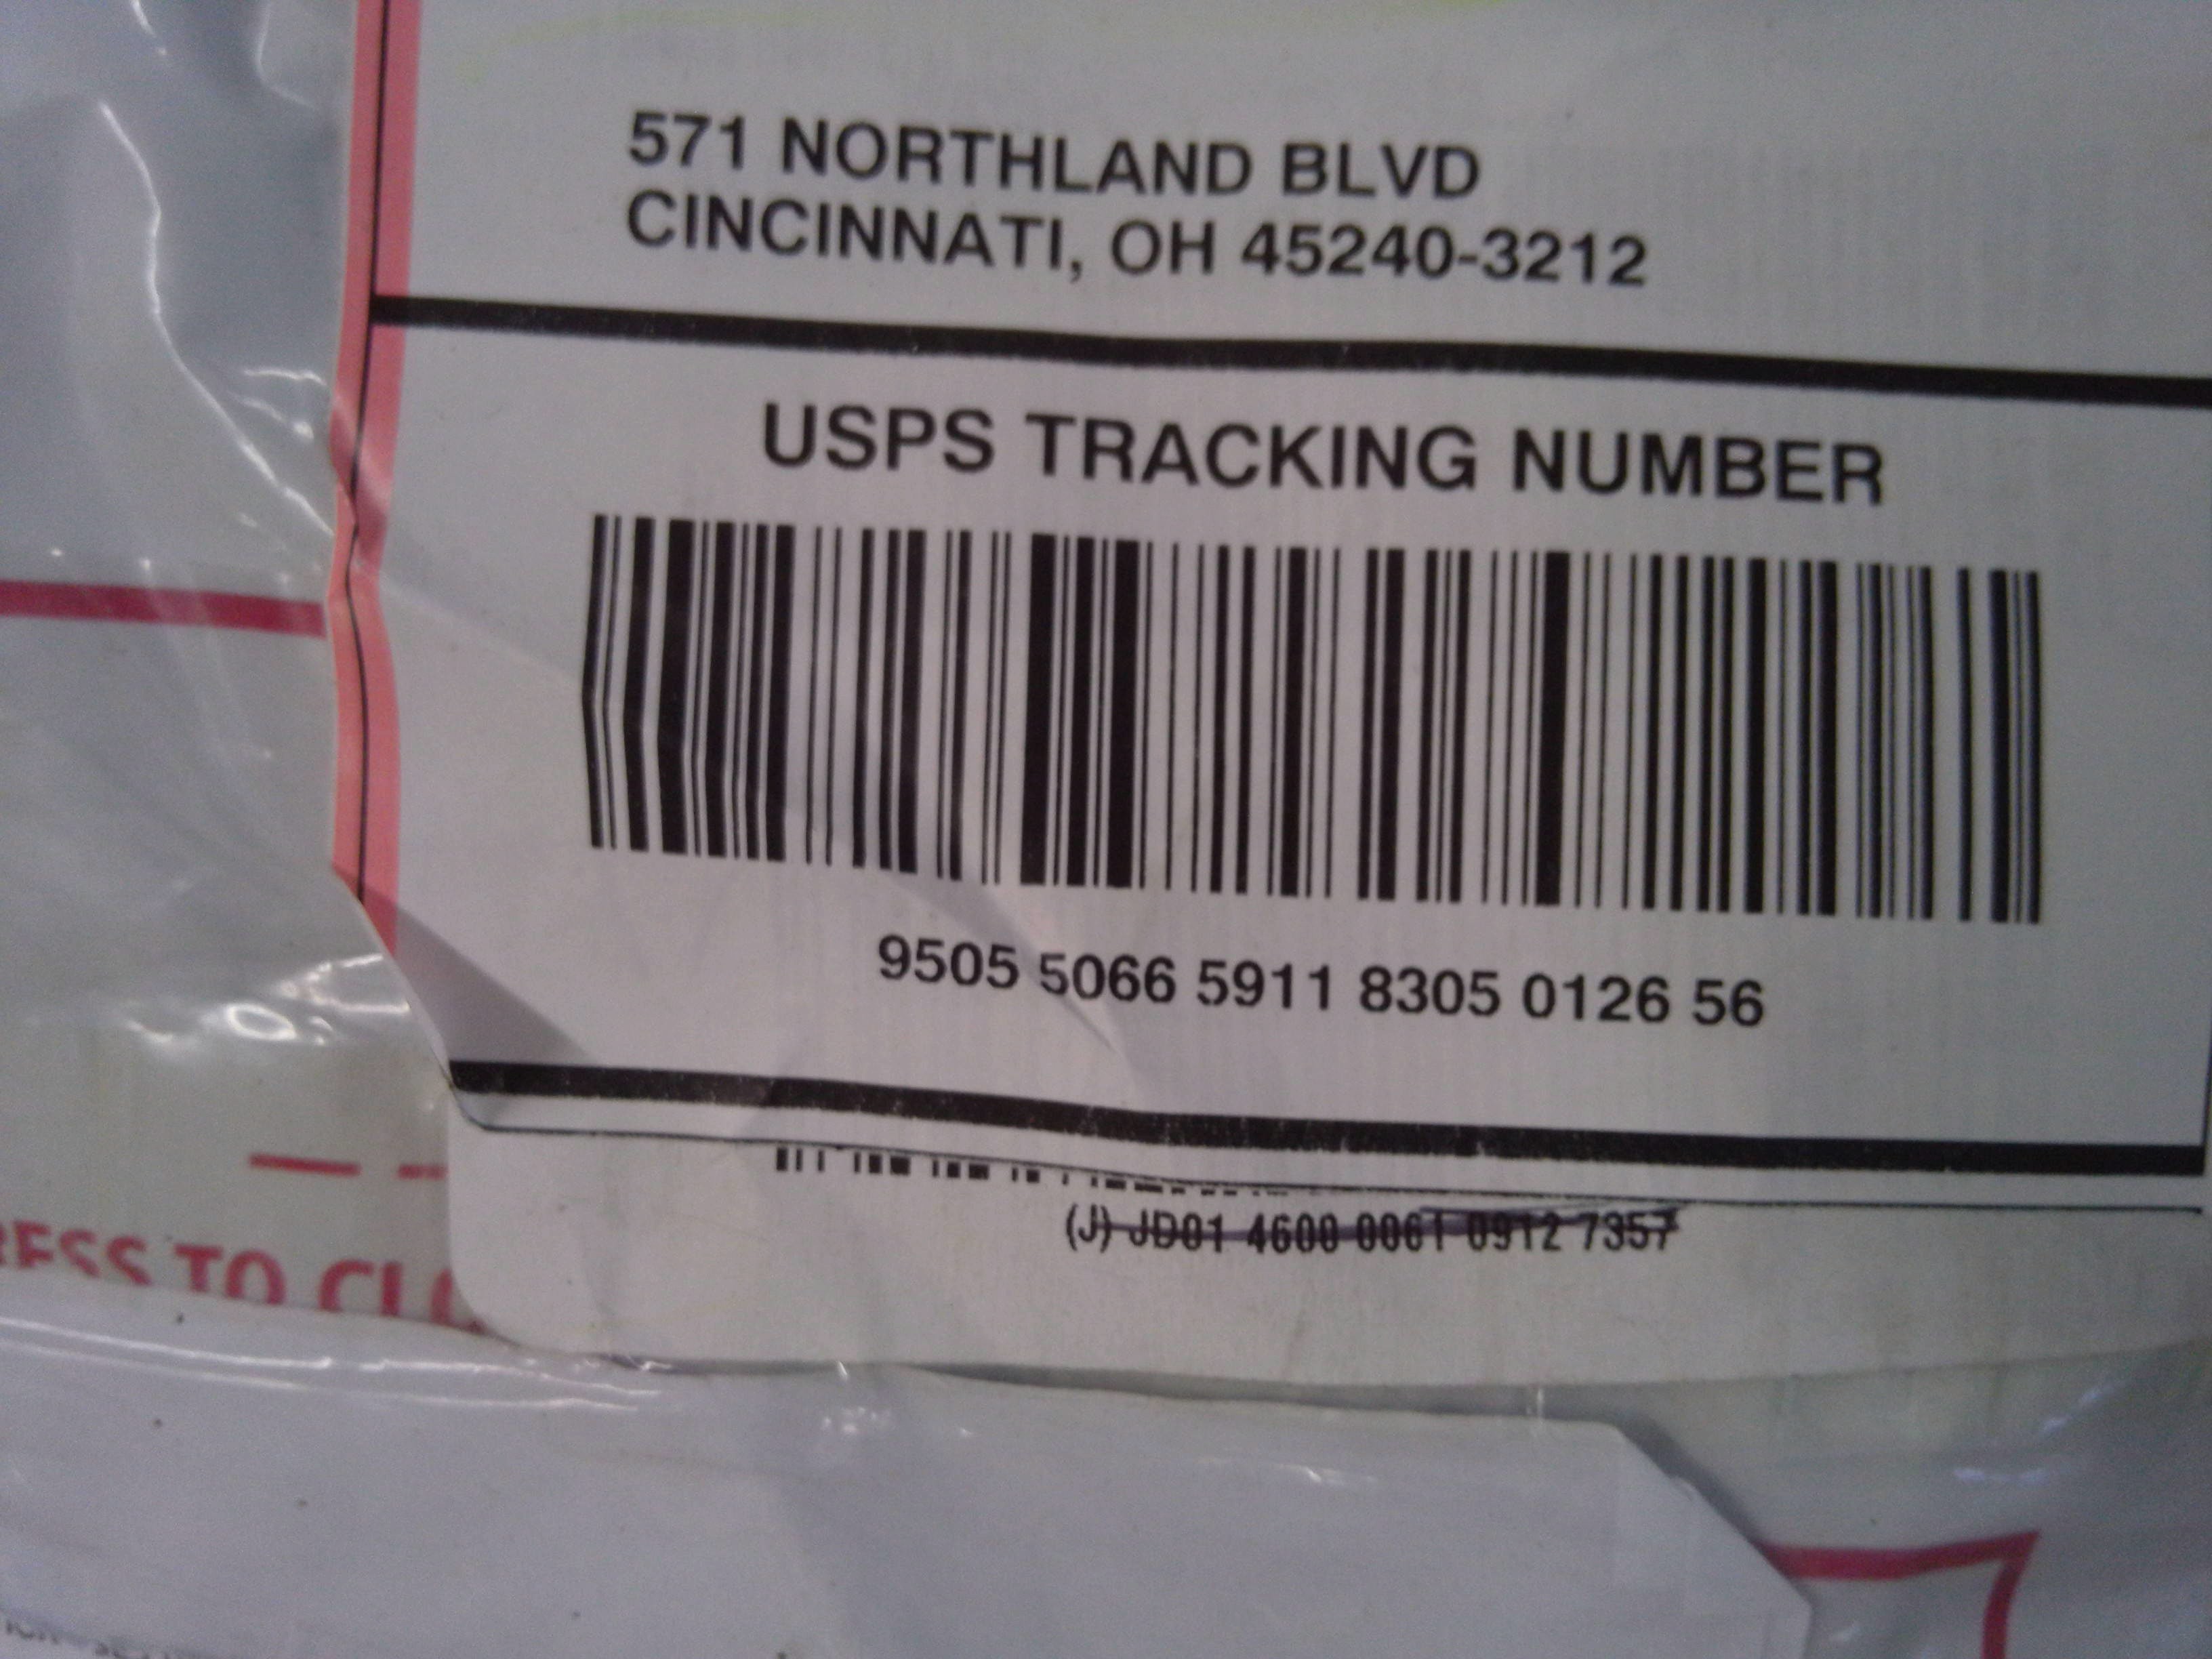 571 NORTHLAND BLVD
CINCINNATI, OH 45240-3212
USPS TRACKING NUMBER
9505 5066 5911 8305 0126 56
(J) JD01 4600 0061 0912 7357
TO